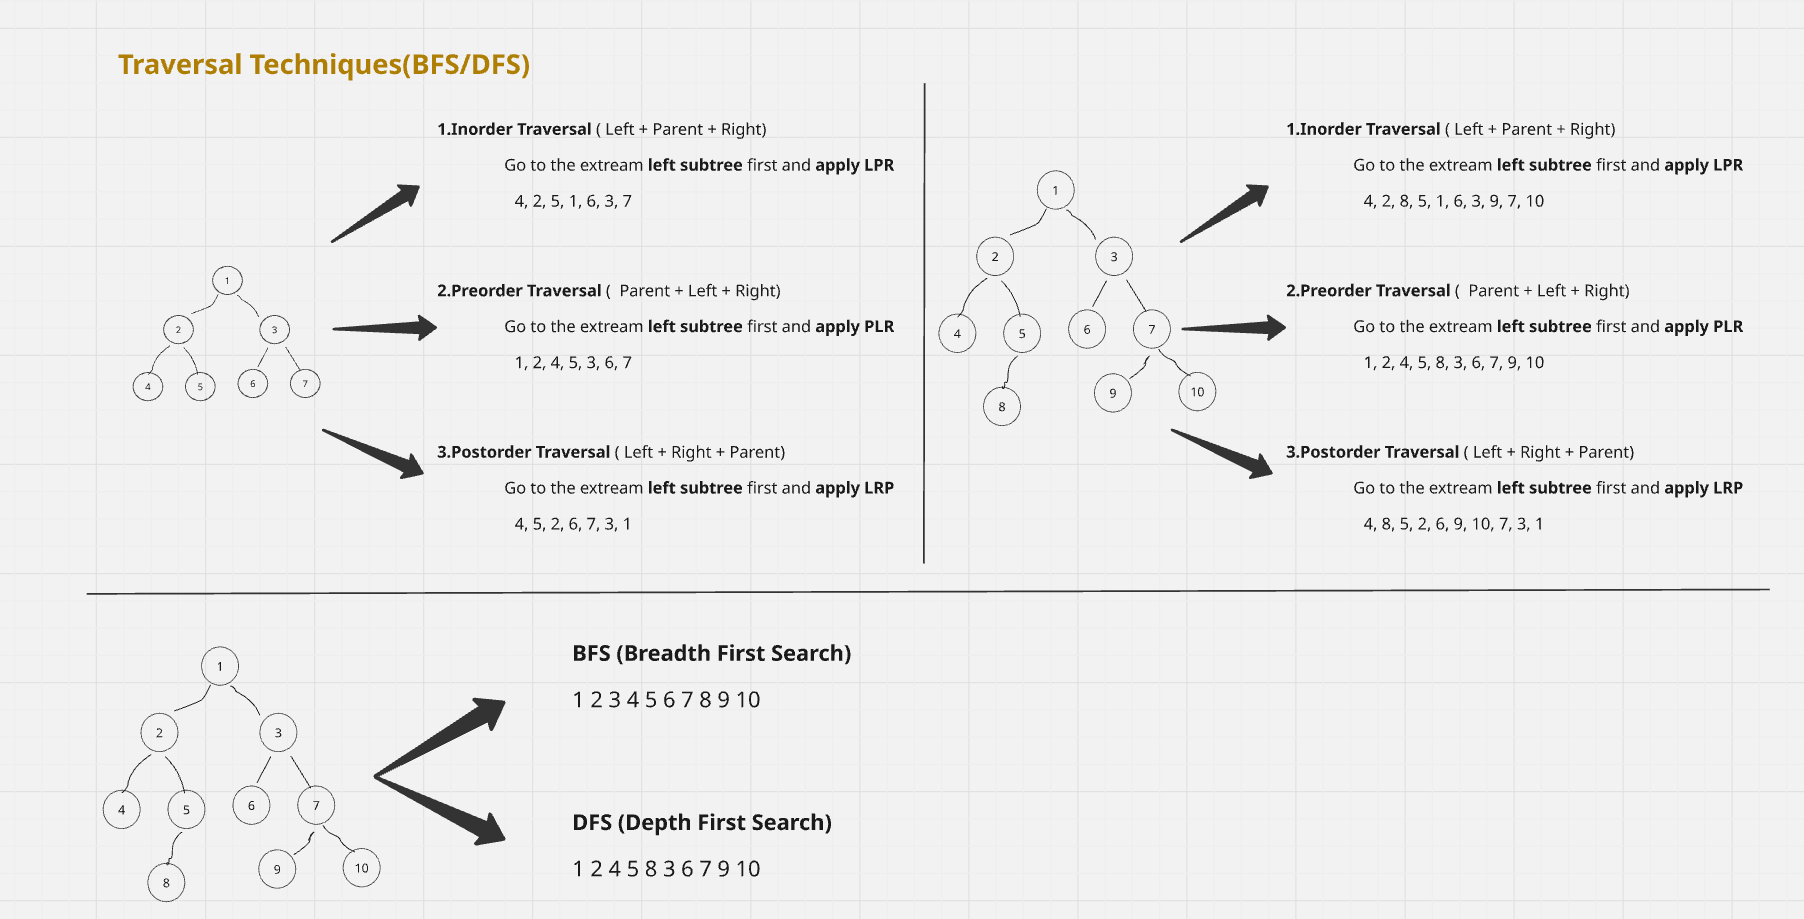 Traversal Techniques(BFS/DFS)
1.Inorder Traversal ( Left + Parent + Right)
Go to the extream left subtree first and apply LPR
4, 2, 5, 1, 6, 3, 7
1
2
3
4
5
6
7
2.Preorder Traversal (  Parent + Left + Right)
Go to the extream left subtree first and apply PLR
1, 2, 4, 5, 3, 6, 7
3.Postorder Traversal ( Left + Right + Parent)
Go to the extream left subtree first and apply LRP
4, 5, 2, 6, 7, 3, 1
1
2
3
4
5
6
7
8
9
10
1.Inorder Traversal ( Left + Parent + Right)
Go to the extream left subtree first and apply LPR
4, 2, 8, 5, 1, 6, 3, 9, 7, 10
2.Preorder Traversal (  Parent + Left + Right)
Go to the extream left subtree first and apply PLR
1, 2, 4, 5, 8, 3, 6, 7, 9, 10
3.Postorder Traversal ( Left + Right + Parent)
Go to the extream left subtree first and apply LRP
4, 8, 5, 2, 6, 9, 10, 7, 3, 1
1
2
3
4
5
6
7
8
9
10
BFS (Breadth First Search)
1 2 3 4 5 6 7 8 9 10
DFS (Depth First Search)
1 2 4 5 8 3 6 7 9 10